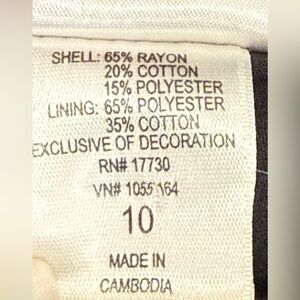 SHELL: 65% RAYON
20% COTTON
15% POLYESTER
LINING: 65% POLYESTER
35% COTTON
EXCLUSIVE OF DECORATION
RN# 17730
VN# 1055164
10
MADE IN
CAMBODIA